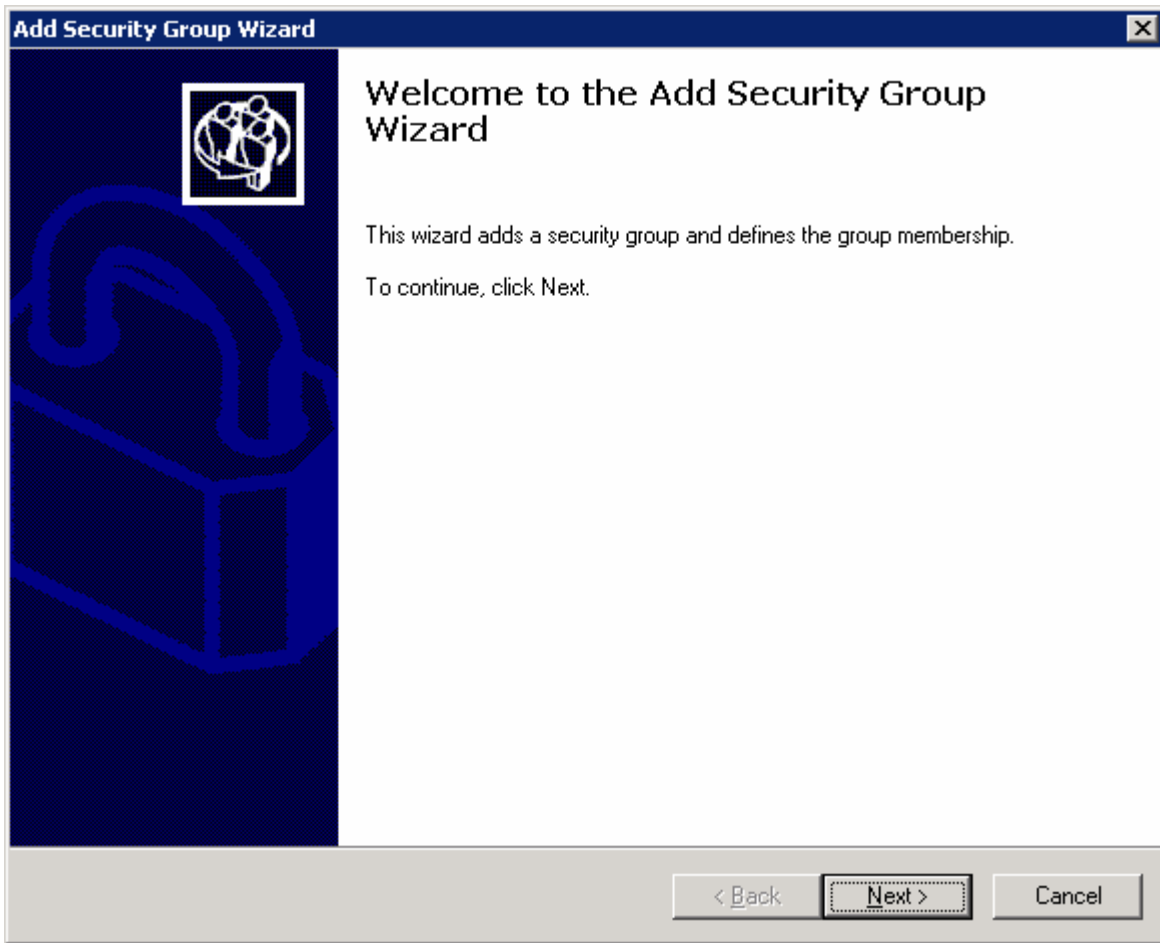 Add Security Group Wizard
Welcome to the Add Security Group
Wizard
This wizard adds a security group and defines the group membership.
To continue, click Next.
< Back
Next >
Cancel